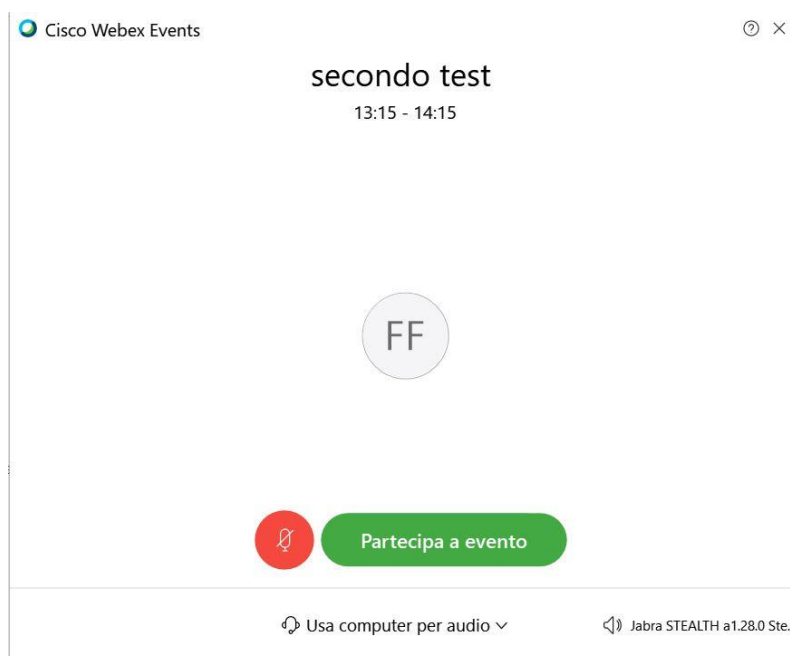 Cisco Webex Events
secondo test
13:15 - 14:15
FF
Partecipa a evento
Usa computer per audio
Jabra STEALTH a1.28.0 Ste.